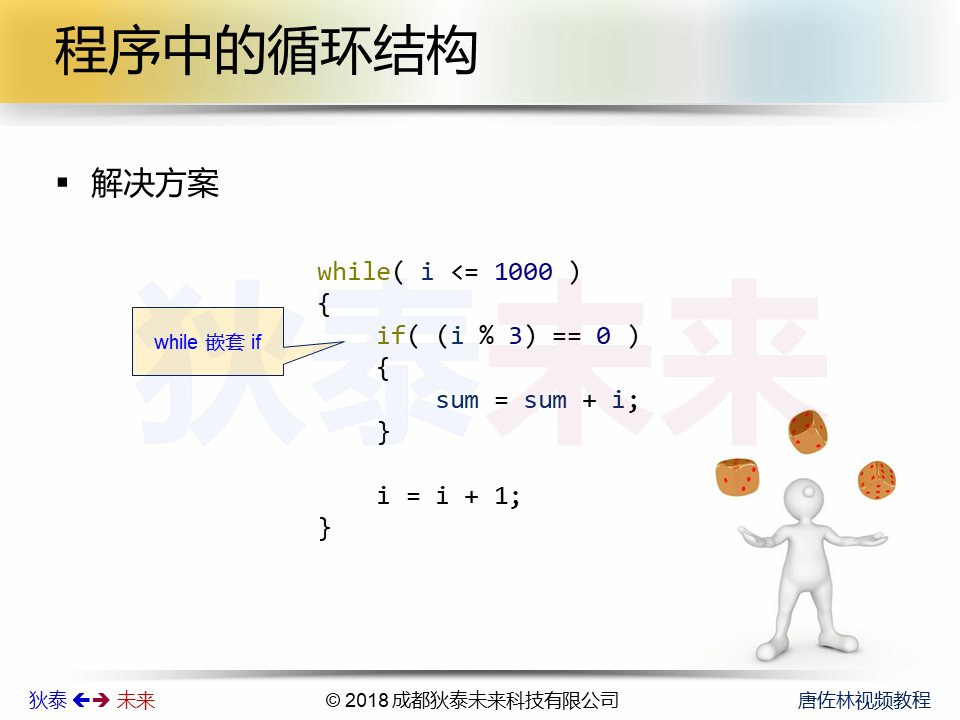 程序中的循环结构
▪ 解决方案
while( i <= 1000 )
{
while 嵌套 if
    if( (i % 3) == 0 )
    {
        sum = sum + i;
    }
    i = i + 1;
}
狄泰未来
狄泰 未来
© 2018 成都狄泰未来科技有限公司
唐佐林视频教程